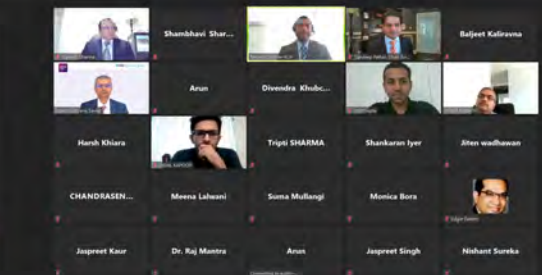 Shambhavi Shar...
Baljeet Kaliravna
Arun
Divendra Khubc...
Harsh Khiara
Tripti SHARMA
Shankaran Iyer
Jiten wadhawan
CHANDRASEN...
Meena Lalwani
Suma Mullangi
Monica Bora
Jaspreet Kaur
Dr. Raj Mantra
Arun
Jaspreet Singh
Nishant Sureka